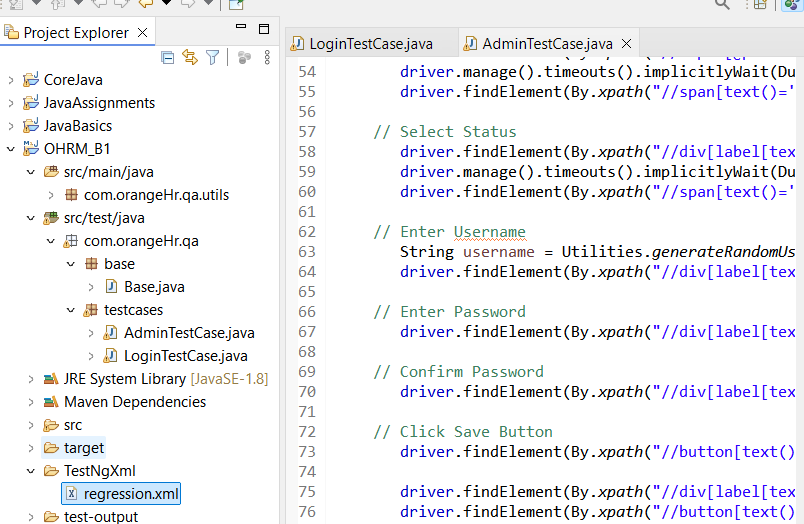 Project Explorer
CoreJava
JavaAssignments
JavaBasics
OHRM_B1
src/main/java
com.orangeHr.qa.utils
src/test/java
com.orangeHr.qa
base
Base.java
testcases
AdminTestCase.java
LoginTestCase.java
JRE System Library [JavaSE-1.8]
Maven Dependencies
src
target
TestNgXml
regression.xml
test-output
LoginTestCase.java
AdminTestCase.java
54 driver.manage().timeouts().implicitlyWait(Du
55 driver.findElement(By.xpath("//span[text()='
56
57 // Select Status
58 driver.findElement(By.xpath("//div[label[tex
59 driver.manage().timeouts().implicitlyWait(Du
60 driver.findElement(By.xpath("//span[text()='
61
62 // Enter Username
63 String username = Utilities.generateRandomUs
64 driver.findElement(By.xpath("//div[label[tex
65
66 // Enter Password
67 driver.findElement(By.xpath("//div[label[tex
68
69 // Confirm Password
70 driver.findElement(By.xpath("//div[label[tex
71
72 // Click Save Button
73 driver.findElement(By.xpath("//button[text()
74
75 driver.findElement(By.xpath("//div[label[tex
76 driver.findElement(By.xpath("//button[text()